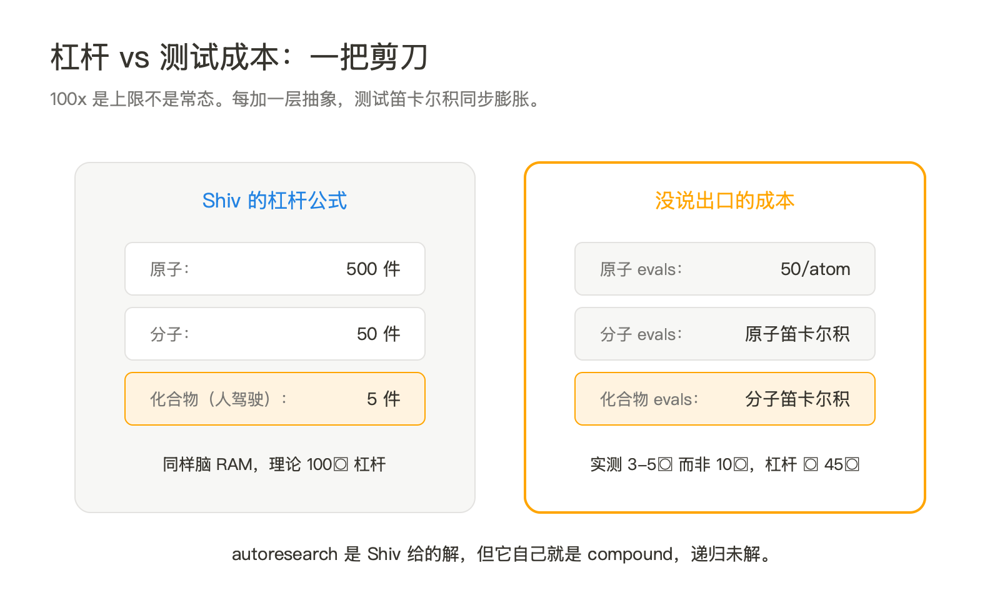 杠杆 vs 测试成本：一把剪刀
100x 是上限不是常态。每加一层抽象，测试笛卡尔积同步膨胀。
Shiv 的杠杆公式
原子：
500 件
分子：
50 件
化合物（人驾驶）：
5 件
同样脑 RAM，理论 100 杠杆
没说出口的成本
原子 evals：
50/atom
分子 evals：
原子笛卡尔积
化合物 evals：
分子笛卡尔积
实测 3–5 而非 10，杠杆 45
autoresearch 是 Shiv 给的解，但它自己就是 compound，递归未解。